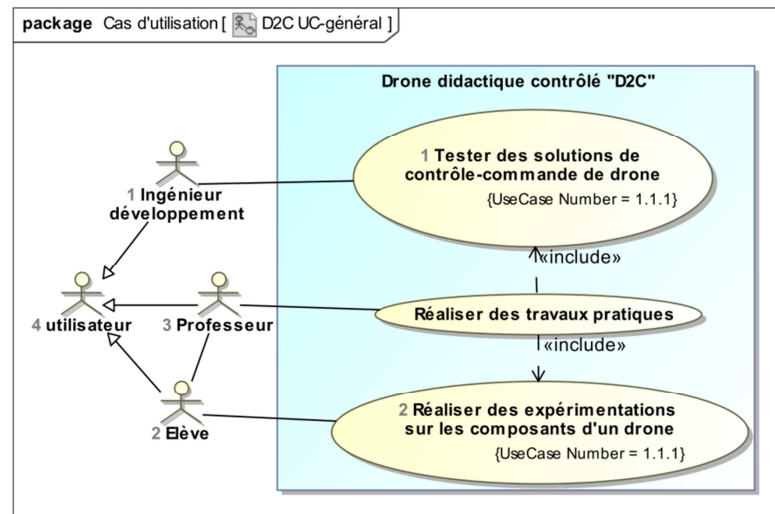 package Cas d'utilisation [ D2C UC-général ]
Drone didactique contrôlé "D2C"
1 Tester des solutions de
contrôle-commande de drone
{UseCase Number = 1.1.1}
1 Ingénieur
développement
«include»
Réaliser des travaux pratiques
4 utilisateur
3 Professeur
«include»
2 Réaliser des expérimentations
sur les composants d'un drone
{UseCase Number = 1.1.1}
2 Elève